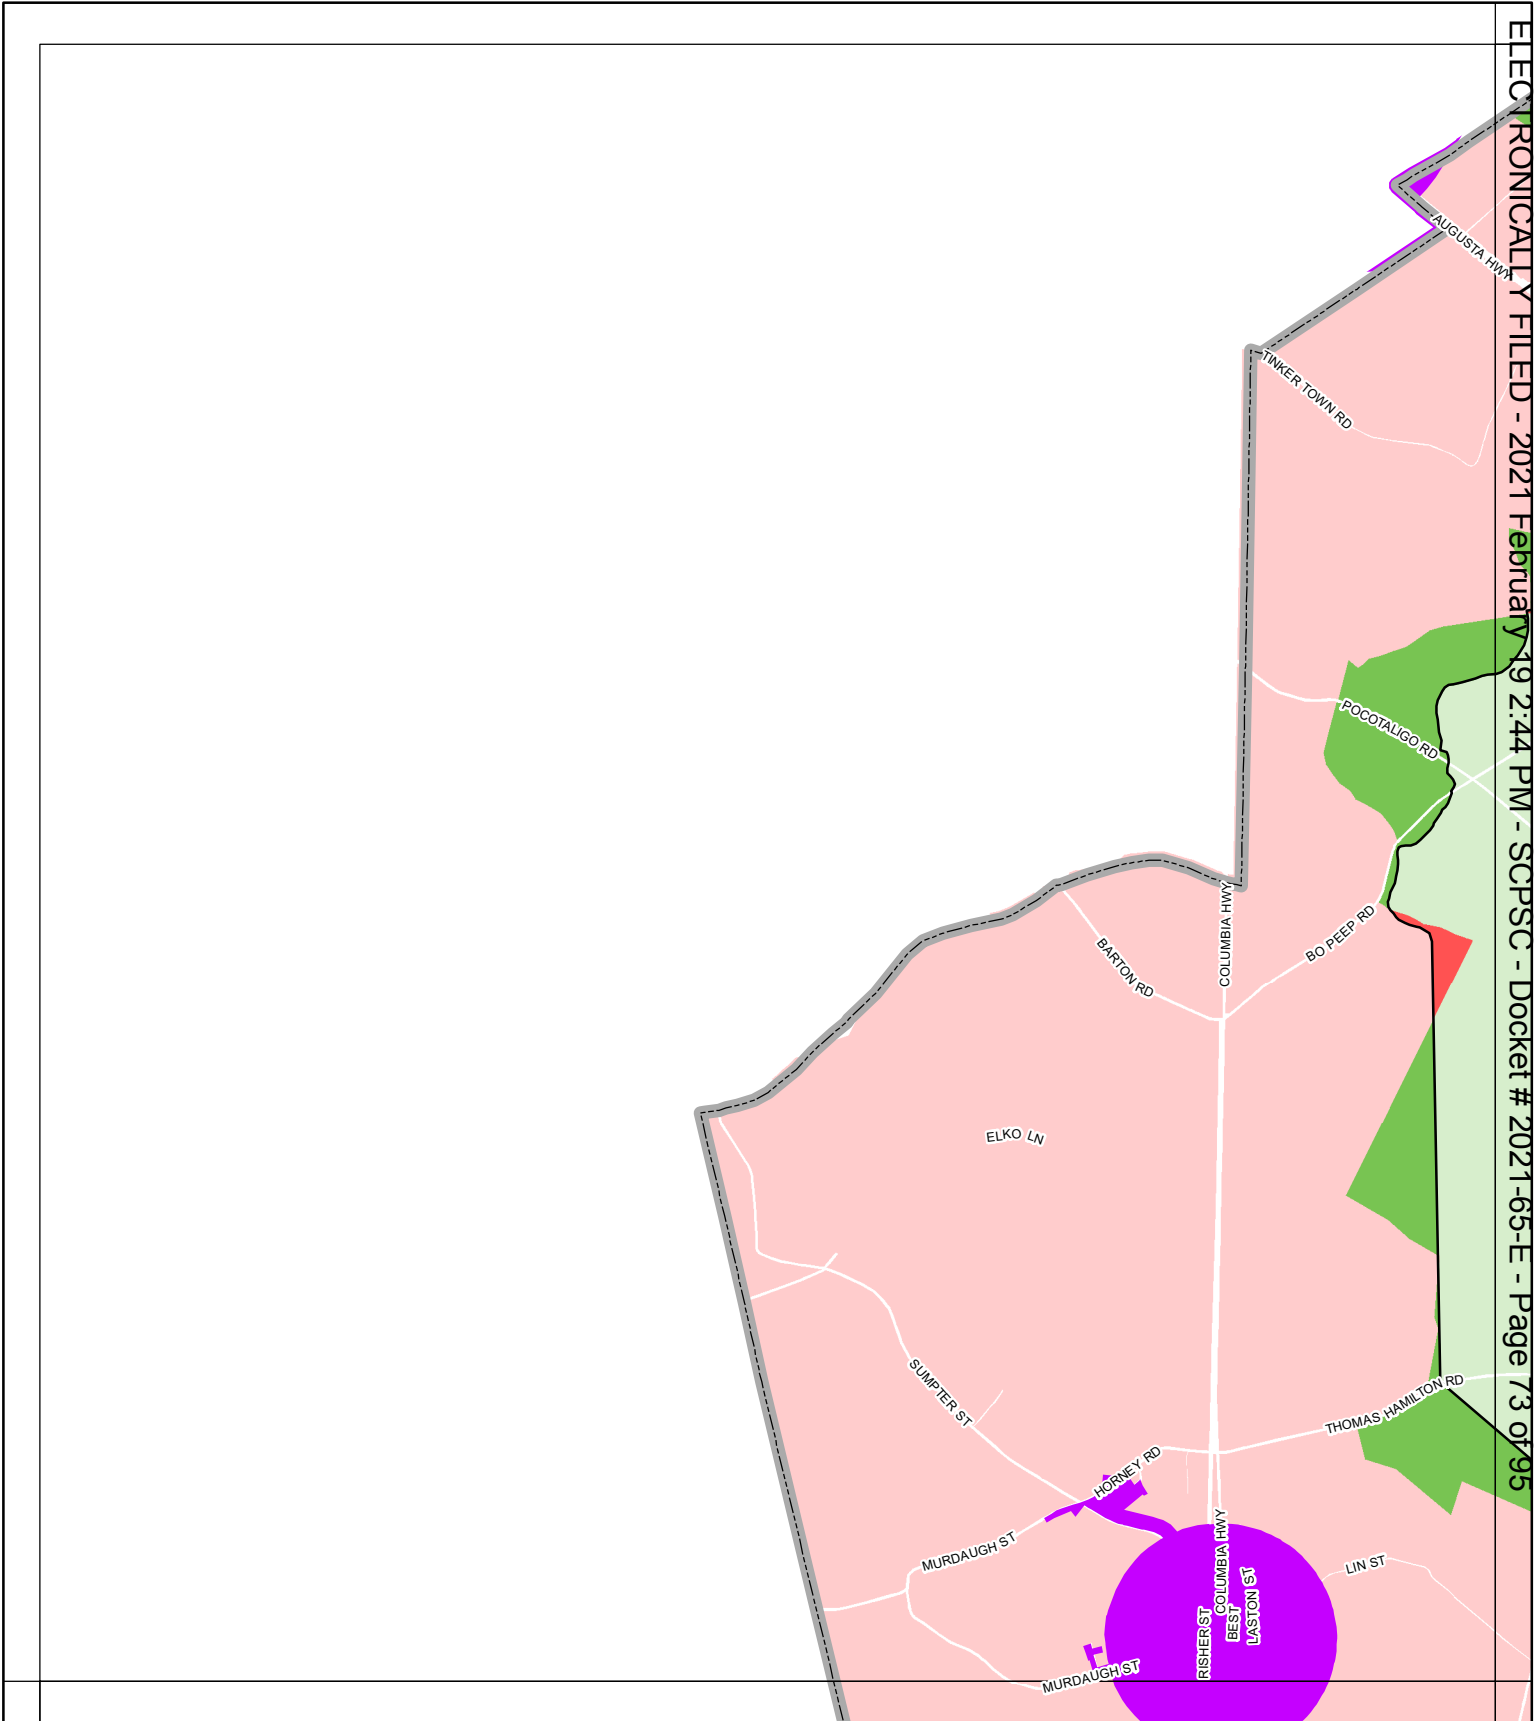 ELECTRONICALLY FILED - 2021 February 19 2:44 PM - SCPSC - Docket # 2021-65-E - Page 73 of 95
AUGUSTA HWY
TINKER TOWN RD
POCOTALIGO RD
COLUMBIA HWY
BO PEEP RD
BARTON RD
ELKO LN
SUMPTER ST
THOMAS HAMILTON RD
HORNEY RD
MURDAUGH ST
COLUMBIA HWY
LIN ST
BEST
LASTON ST
RISHER ST
MURDAUGH ST